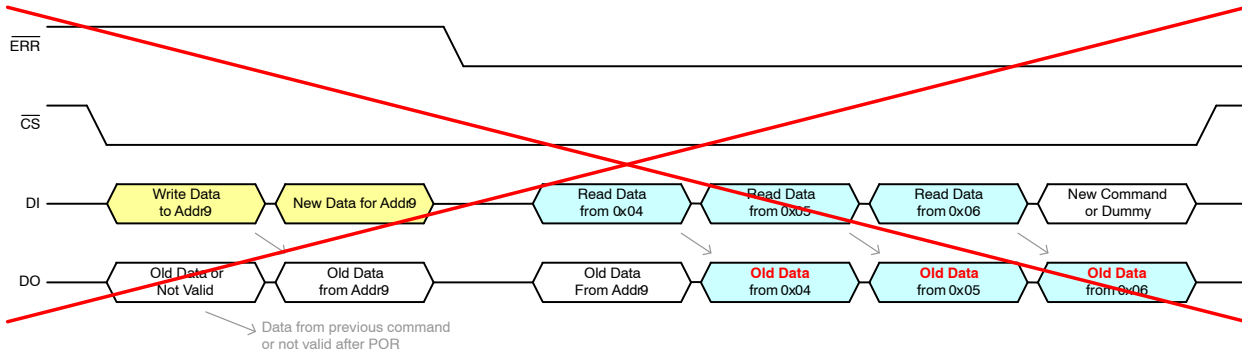 ERR
CS
DI
Write Data
to Addr9
New Data for Addr9
Read Data
from 0x04
Read Data
from 0x05
Read Data
from 0x06
New Command
or Dummy
DO
Old Data or
Not Valid
Old Data
from Addr9
Old Data
From Addr9
Old Data
from 0x04
Old Data
from 0x05
Old Data
from 0x06
Data from previous command
or not valid after POR